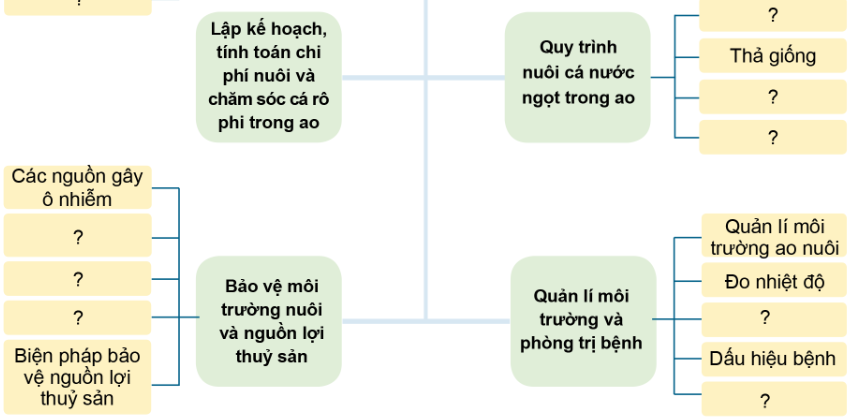 ?
Lập kế hoạch,
tính toán chi
phí nuôi và
chăm sóc cá rô
phi trong ao
Quy trình
nuôi cá nước
ngọt trong ao
?
Thả giống
?
?
Các nguồn gây
ô nhiễm
?
?
?
Biện pháp bảo
vệ nguồn lợi
thuỷ sản
Bảo vệ môi
trường nuôi
và nguồn lợi
thuỷ sản
Quản lí môi
trường và
phòng trị bệnh
Quản lí môi
trường ao nuôi
Đo nhiệt độ
?
Dấu hiệu bệnh
?